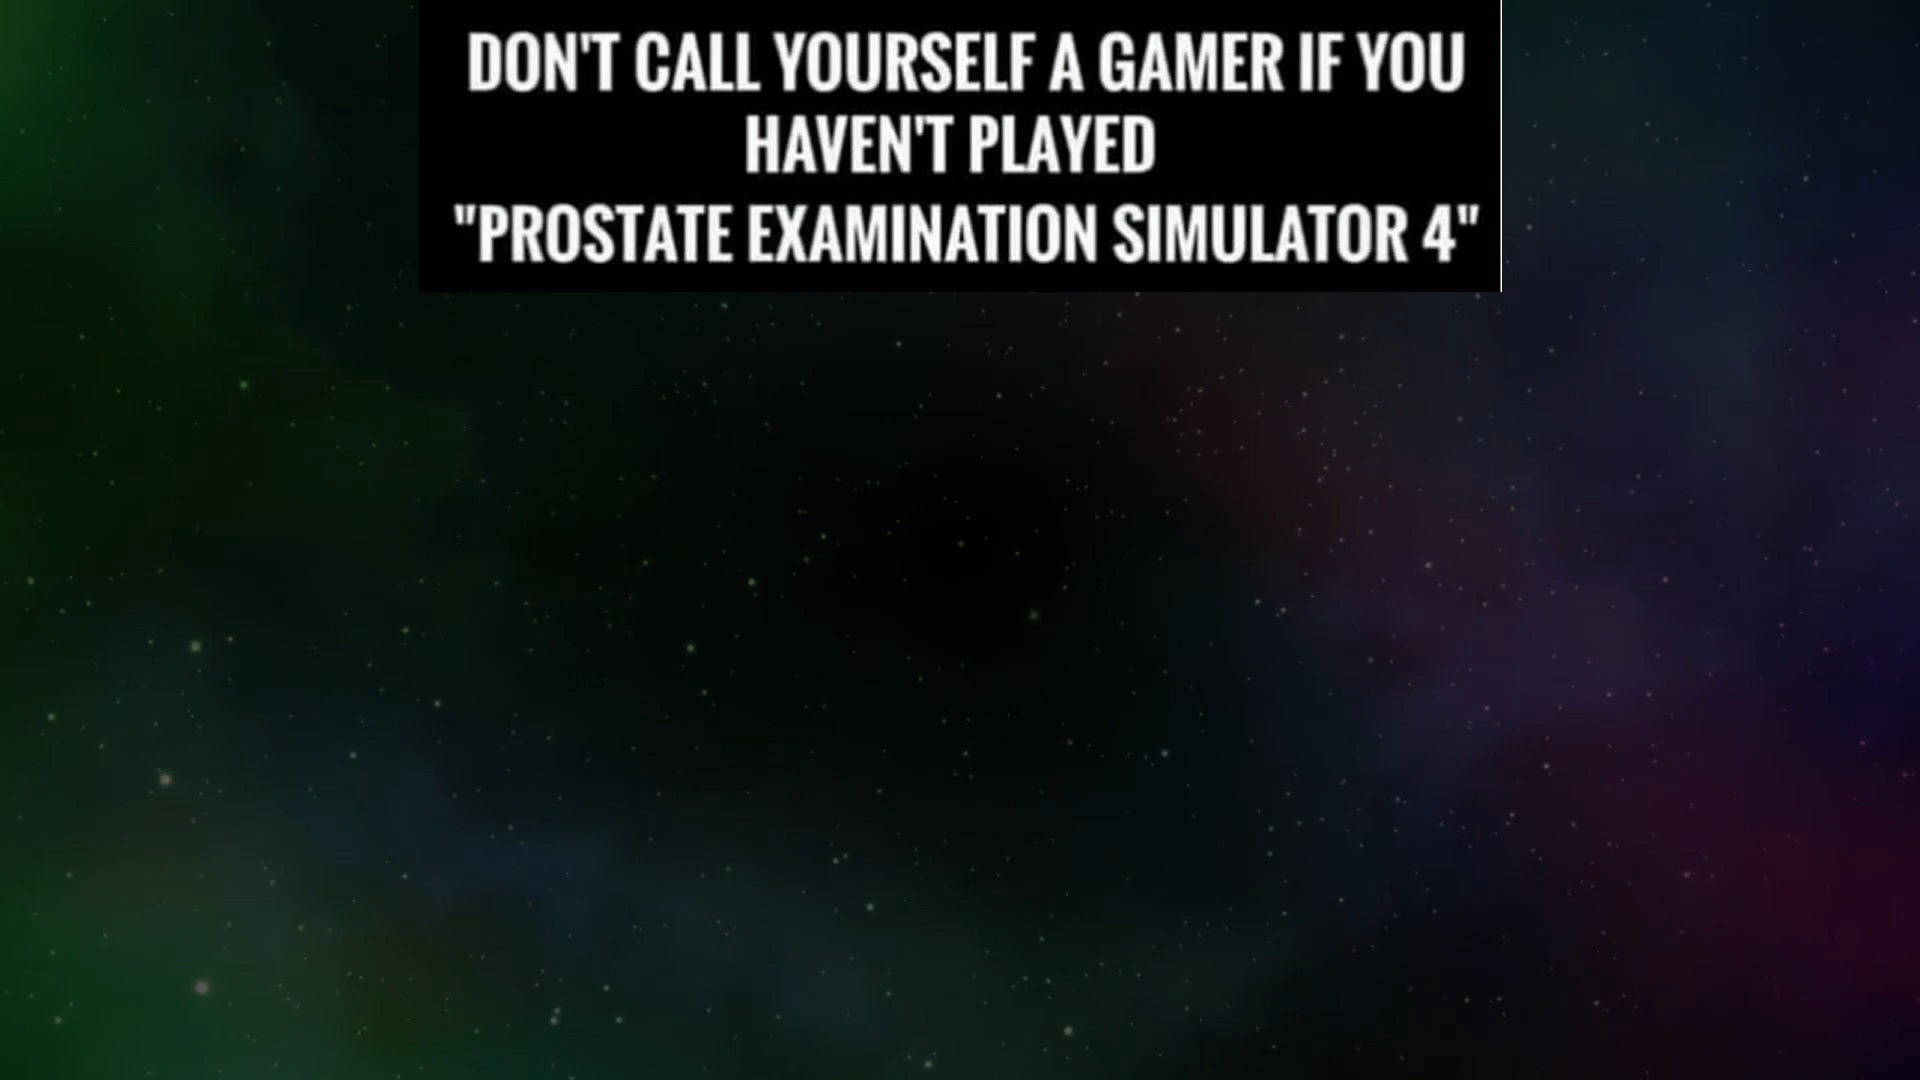 DON'T CALL YOURSELF A GAMER IF YOU
HAVEN'T PLAYED
"PROSTATE EXAMINATION SIMULATOR 4"